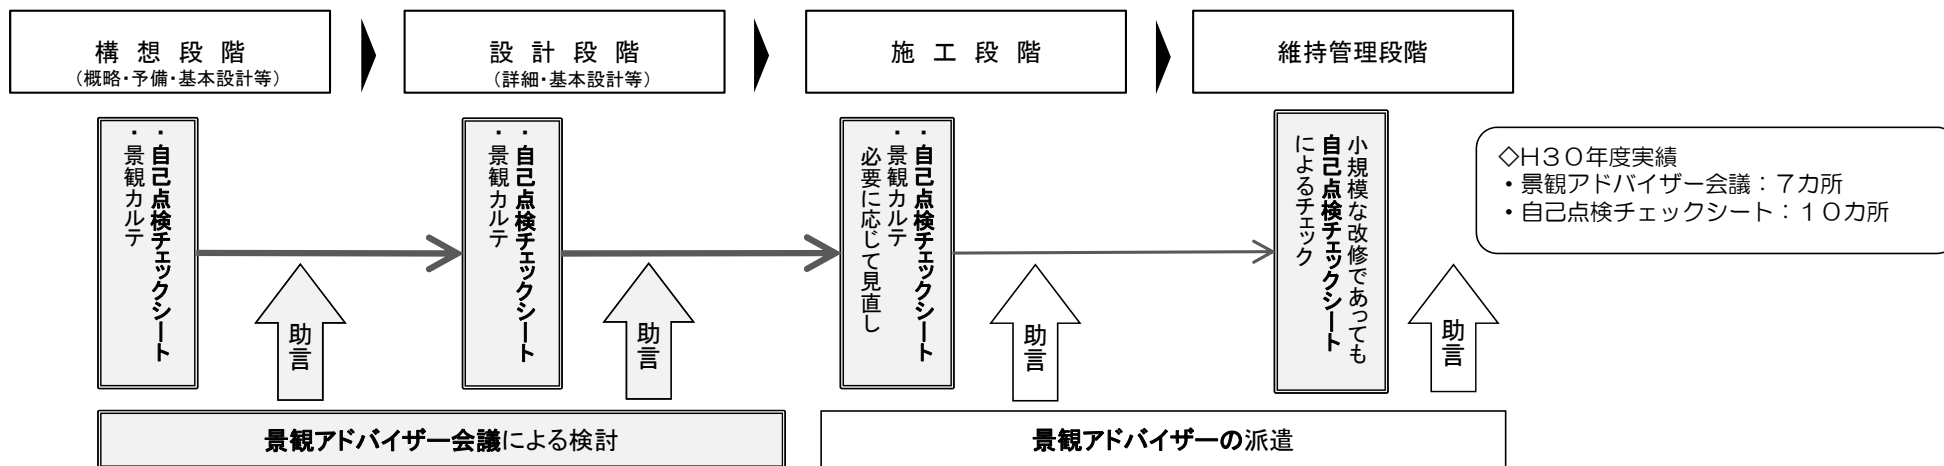 構想段階
（概略・予備・基本設計等）
設計段階
（詳細・基本設計等）
施工段階
維持管理段階
・自己点検チェックシート
・景観カルテ
・自己点検チェックシート
・景観カルテ
・自己点検チェックシート
・景観カルテ
必要に応じて見直し
小規模な改修であっても
自己点検チェックシート
によるチェック
◇H30年度実績
・景観アドバイザー会議：7カ所
・自己点検チェックシート：10カ所
助言
助言
助言
助言
景観アドバイザー会議による検討
景観アドバイザーの派遣